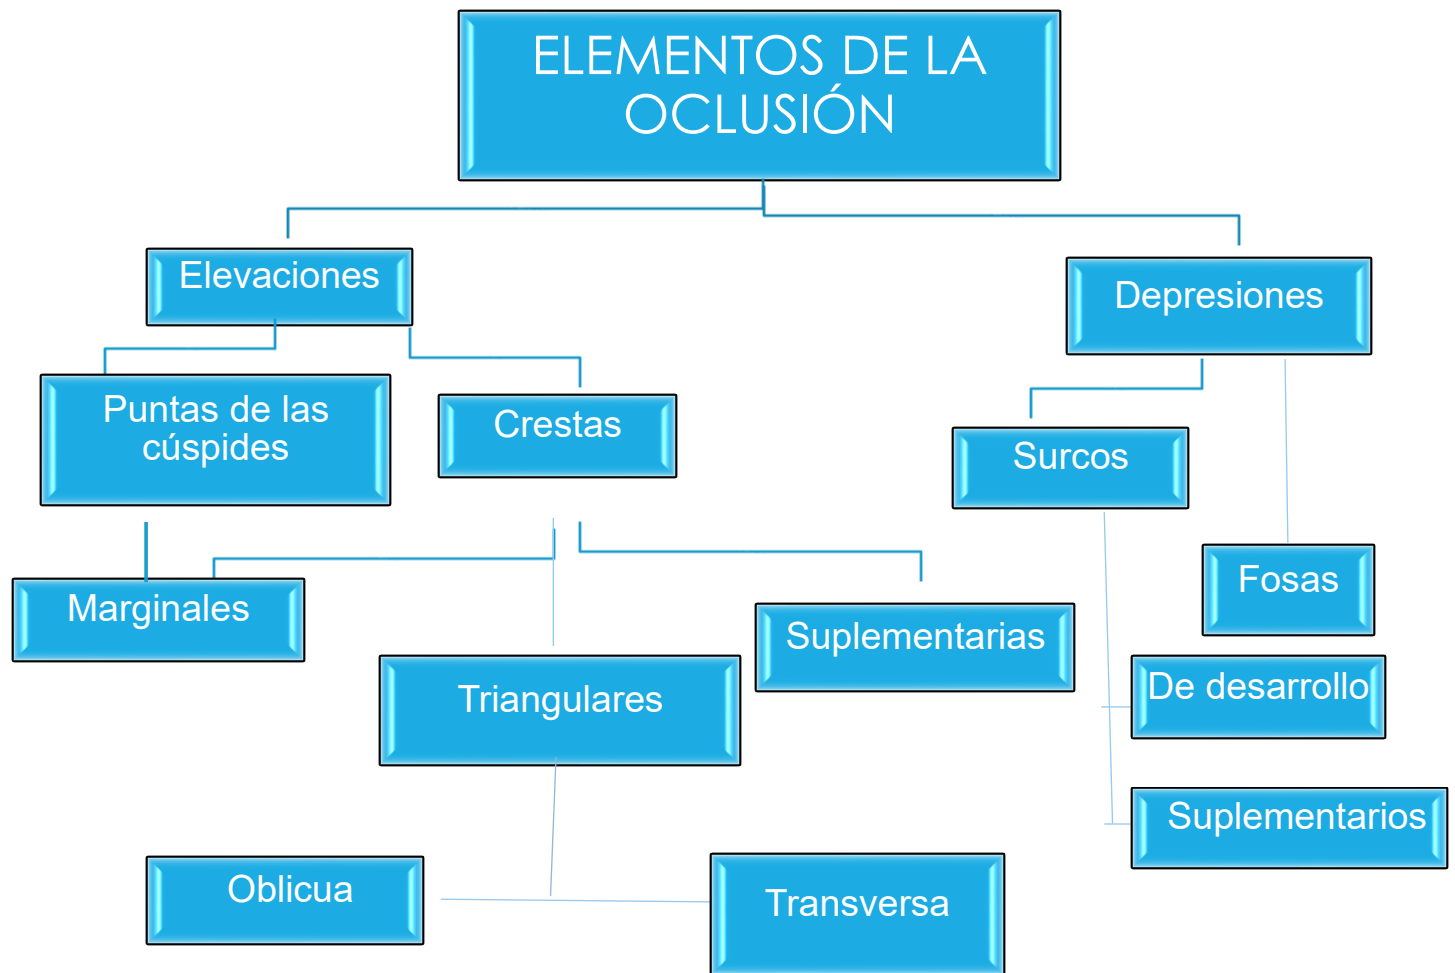 ELEMENTOS DE LA
OCLUSIÓN
Elevaciones
Depresiones
Puntas de las
cúspides
Crestas
Surcos
Fosas
Marginales
Suplementarias
Triangulares
De desarrollo
Suplementarios
Oblicua
Transversa